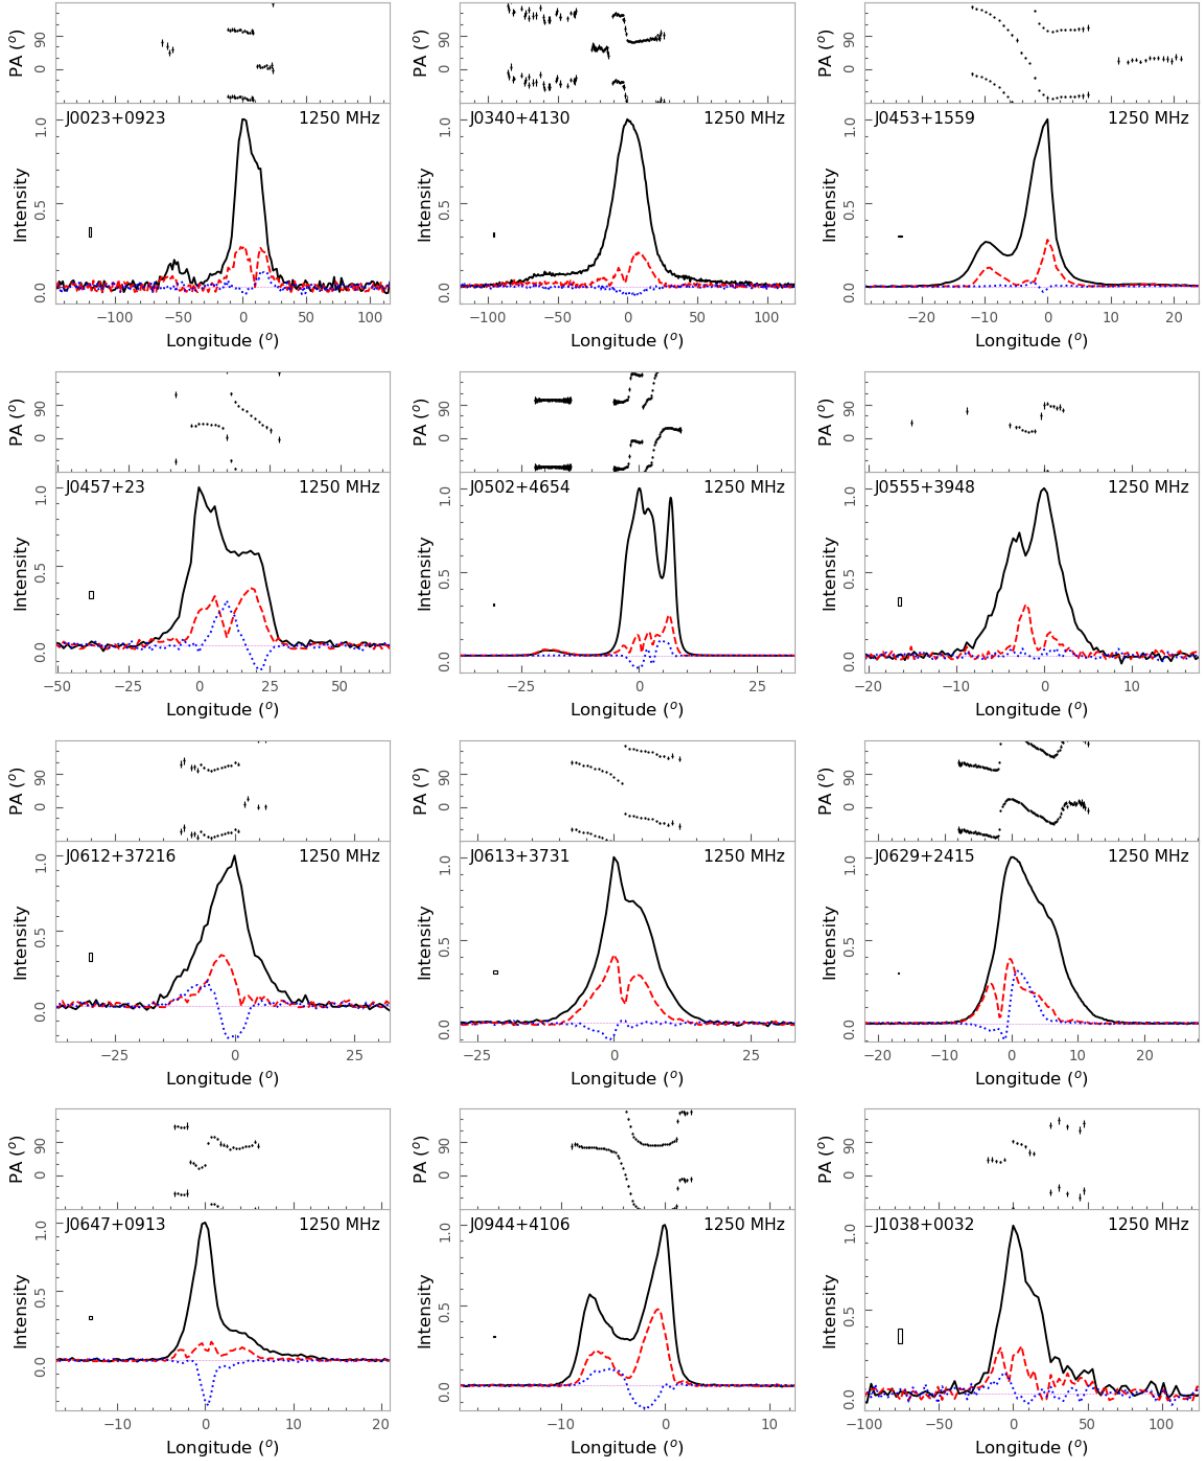 PA (°) 90 0
PA (°) 90 0
PA (°) 90 0
J0023+0923 1250 MHz
J0340+4130 1250 MHz
J0453+1559 1250 MHz
Intensity 1.0 0.5 0.0
Intensity 1.0 0.5 0.0
Intensity 1.0 0.5 0.0
−100 −50 0 50 100
−100 −50 0 50 100
−20 −10 0 10 20
Longitude (°)
Longitude (°)
Longitude (°)
PA (°) 90 0
PA (°) 90 0
PA (°) 90 0
J0457+23 1250 MHz
J0502+4654 1250 MHz
J0555+3948 1250 MHz
Intensity 1.0 0.5 0.0
Intensity 1.0 0.5 0.0
Intensity 1.0 0.5 0.0
−50 −25 0 25 50
−25 0 25
−20 −10 0 10
Longitude (°)
Longitude (°)
Longitude (°)
PA (°) 90 0
PA (°) 90 0
PA (°) 90 0
J0612+37216 1250 MHz
J0613+3731 1250 MHz
J0629+2415 1250 MHz
Intensity 1.0 0.5 0.0
Intensity 1.0 0.5 0.0
Intensity 1.0 0.5 0.0
−25 0 25
−25 0 25
−20 −10 0 10 20
Longitude (°)
Longitude (°)
Longitude (°)
PA (°) 90 0
PA (°) 90 0
PA (°) 90 0
J0647+0913 1250 MHz
J0944+4106 1250 MHz
J1038+0032 1250 MHz
Intensity 1.0 0.5 0.0
Intensity 1.0 0.5 0.0
Intensity 1.0 0.5 0.0
−10 0 10 20
−10 0 10
−100 −50 0 50 100
Longitude (°)
Longitude (°)
Longitude (°)